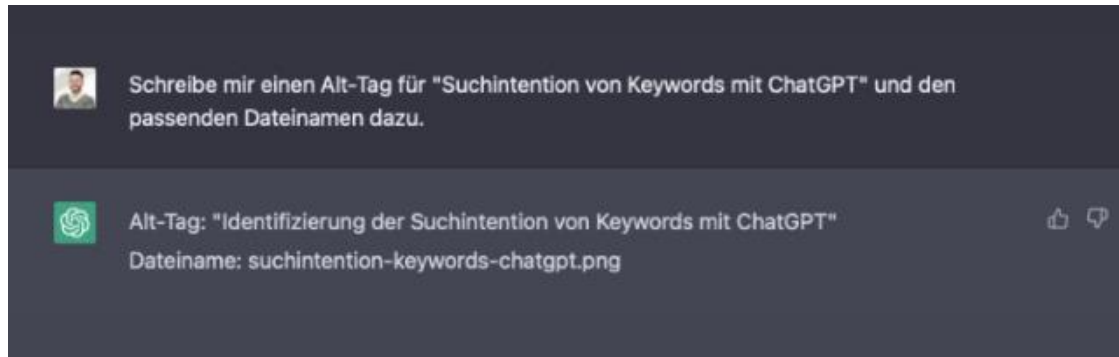 Schreibe mir einen Alt-Tag für "Suchintention von Keywords mit ChatGPT" und den
passenden Dateinamen dazu.
Alt-Tag: "Identifizierung der Suchintention von Keywords mit ChatGPT"
Dateiname: suchintention-keywords-chatgpt.png